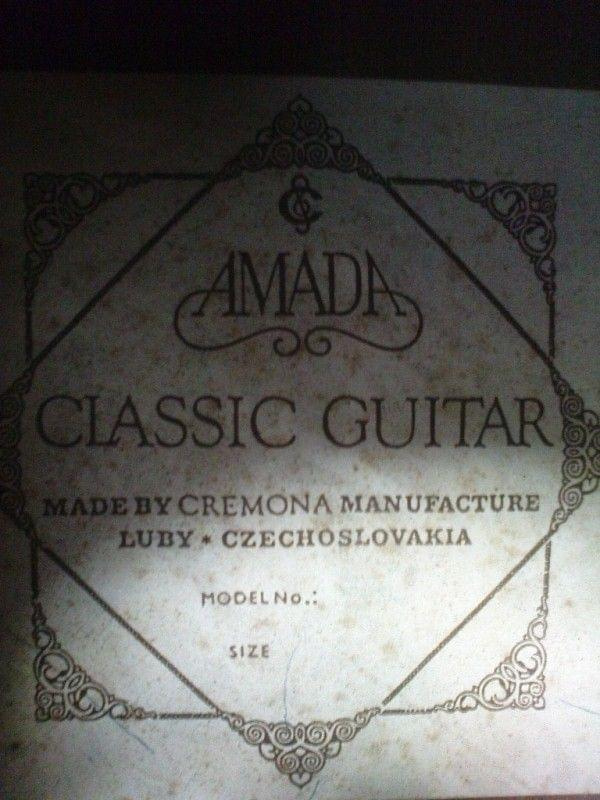 AMADA
CLASSIC GUITAR
MADE BY CREMONA MANUFACTURE
LUBY * CZECHOSLOVAKIA
MODEL No.:
SIZE